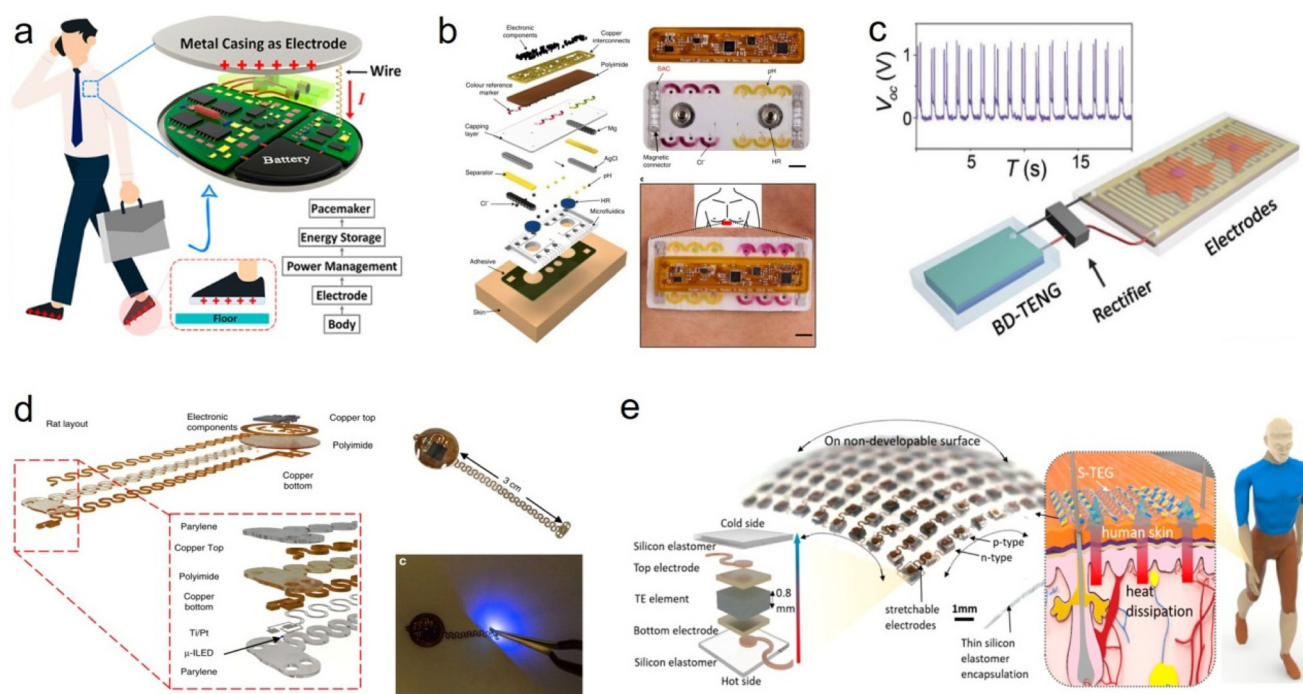 a
Metal Casing as Electrode
Wire
I
Battery
Pacemaker
Energy Storage
Power Management
Electrode
Body
Floor
b
Electronic
components
Copper
interconnects
Polyimide
Colour reference
marker
Capping
layer
Mg
Separator
AgCl
pH
Cl⁻
HR
Microfluidics
Adhesive
Skin
SAC
pH
Magnetic
connector
Cl⁻
HR
c
c
Voc (V)
1
0
5
10
15
T (s)
BD-TENG
Rectifier
Electrodes
d
Rat layout
Electronic
components
Copper top
Polyimide
Copper
bottom
Parylene
Copper Top
Polyimide
Copper
bottom
Ti/Pt
μ-ILED
Parylene
3 cm
c
e
On non-developable surface
Cold side
Silicon elastomer
Top electrode
TE element
Bottom electrode
Silicon elastomer
Hot side
0.8
mm
p-type
n-type
stretchable
electrodes
1mm
Thin silicon
elastomer
encapsulation
S-TEG
human skin
heat
dissipation